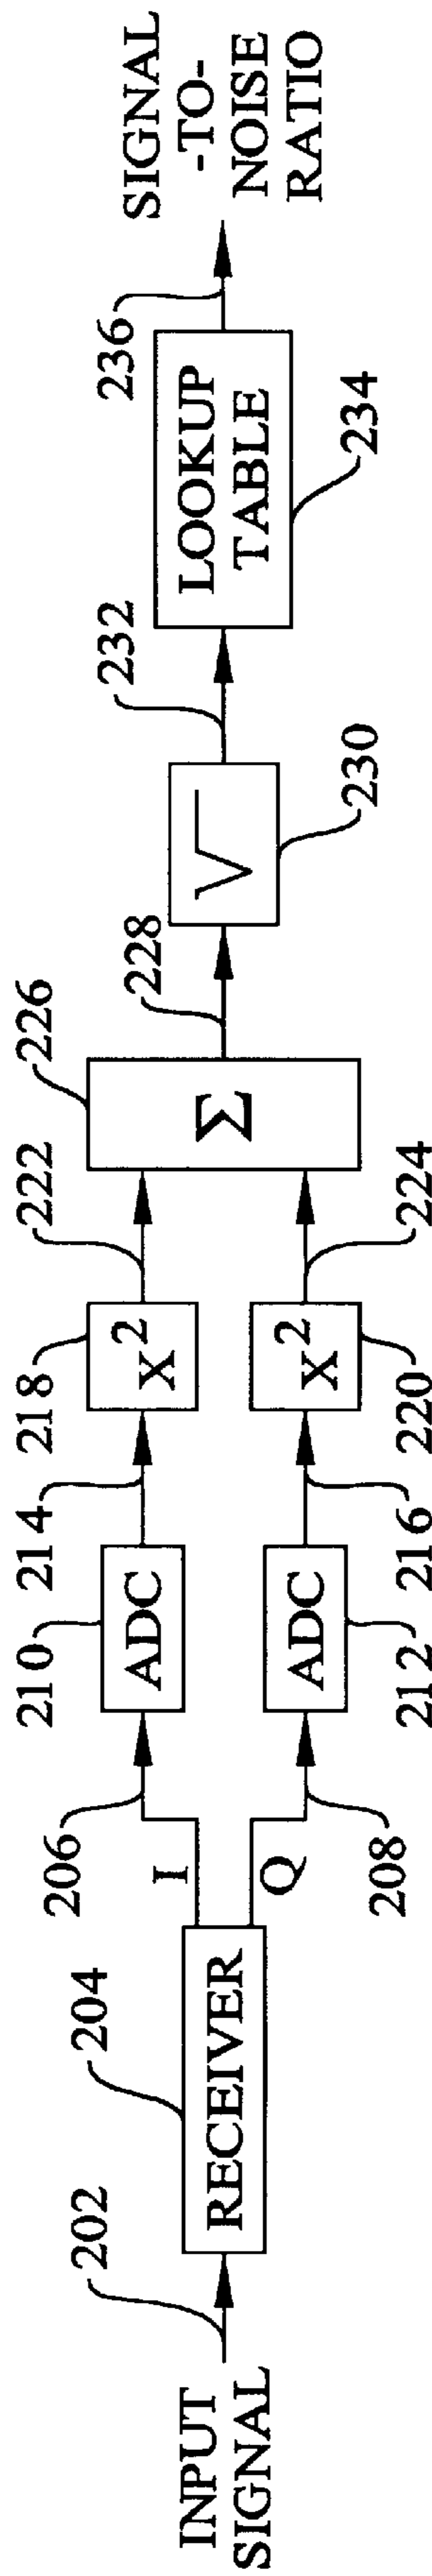 INPUT
SIGNAL
202
RECEIVER
204
I
Q
206
208
ADC
210
ADC
212
214
216
X²
218
X²
220
222
224
Σ
226
228
√
230
232
LOOKUP
TABLE
234
236
SIGNAL
-TO-
NOISE
RATIO